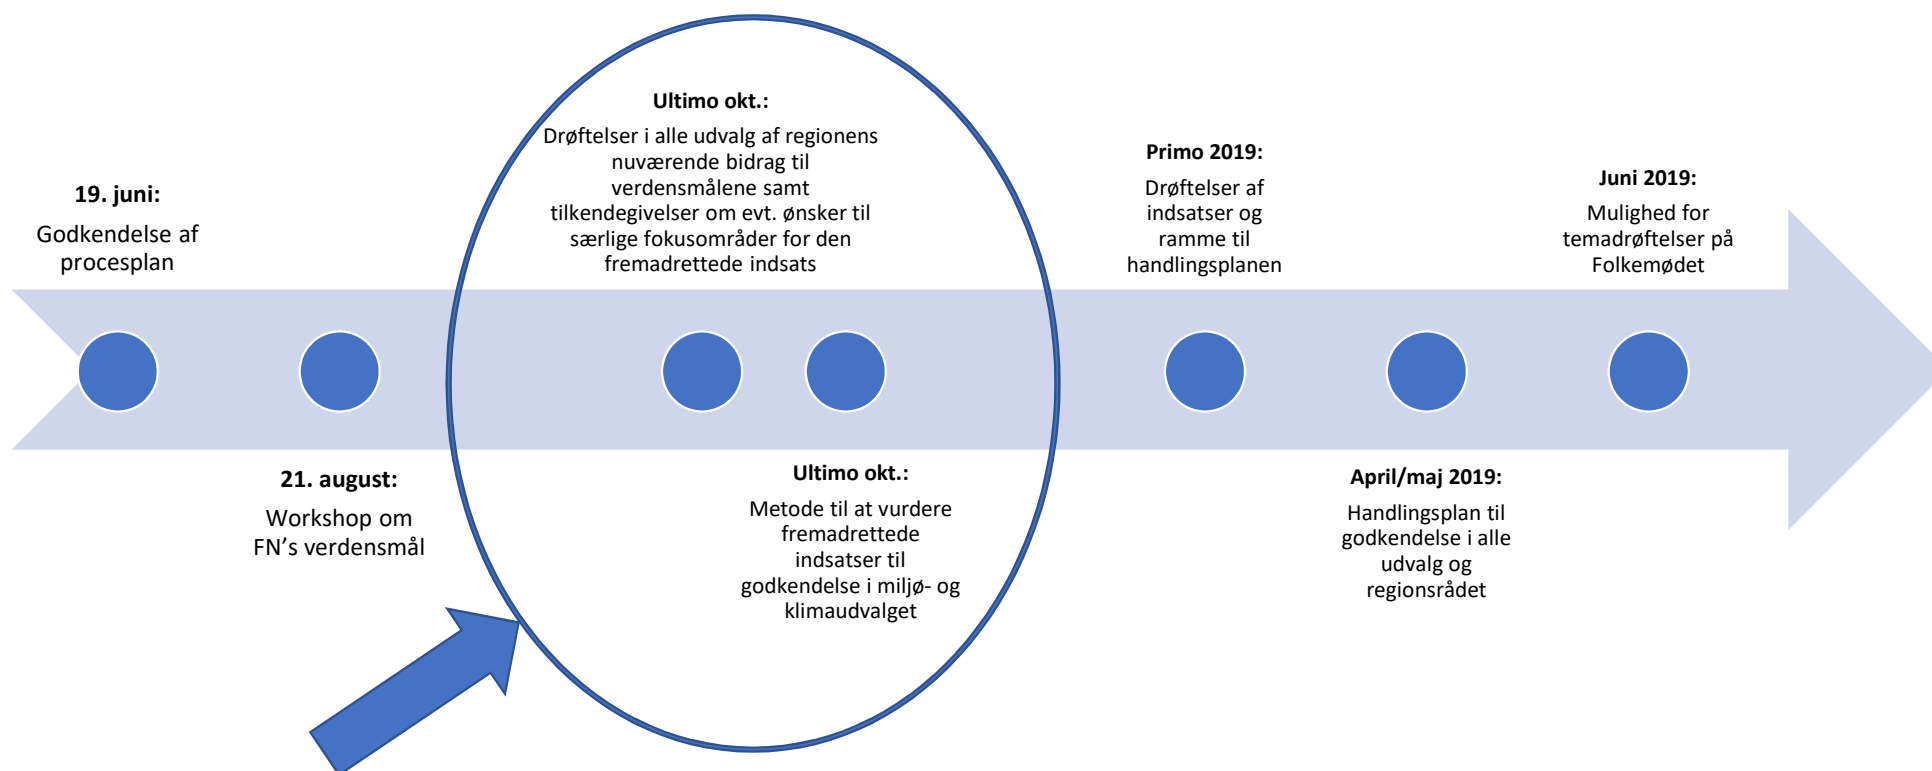 19. juni:
Godkendelse af
procesplan
21. august:
Workshop om
FN’s verdensmål
Ultimo okt.:
Drøftelser i alle udvalg af regionens
nuværende bidrag til
verdensmålene samt
tilkendegivelser om evt. ønsker til
særlige fokusområder for den
fremadrettede indsats
Ultimo okt.:
Metode til at vurdere
fremadrettede
indsatser til
godkendelse i miljø- og
klimaudvalget
Primo 2019:
Drøftelser af
indsatser og
ramme til
handlingsplanen
April/maj 2019:
Handlingsplan til
godkendelse i alle
udvalg og
regionsrådet
Juni 2019:
Mulighed for
temadrøftelser på
Folkemødet